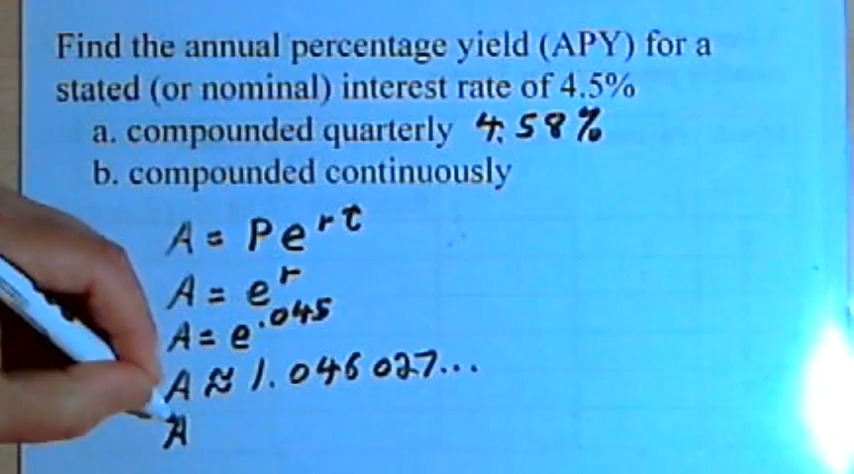 Find the annual percentage yield (APY) for a
stated (or nominal) interest rate of 4.5%
a. compounded quarterly 4.58%
b. compounded continuously
A = Pe^rt
A = e^r
A = e^.045
A ≈ 1.046027...
A